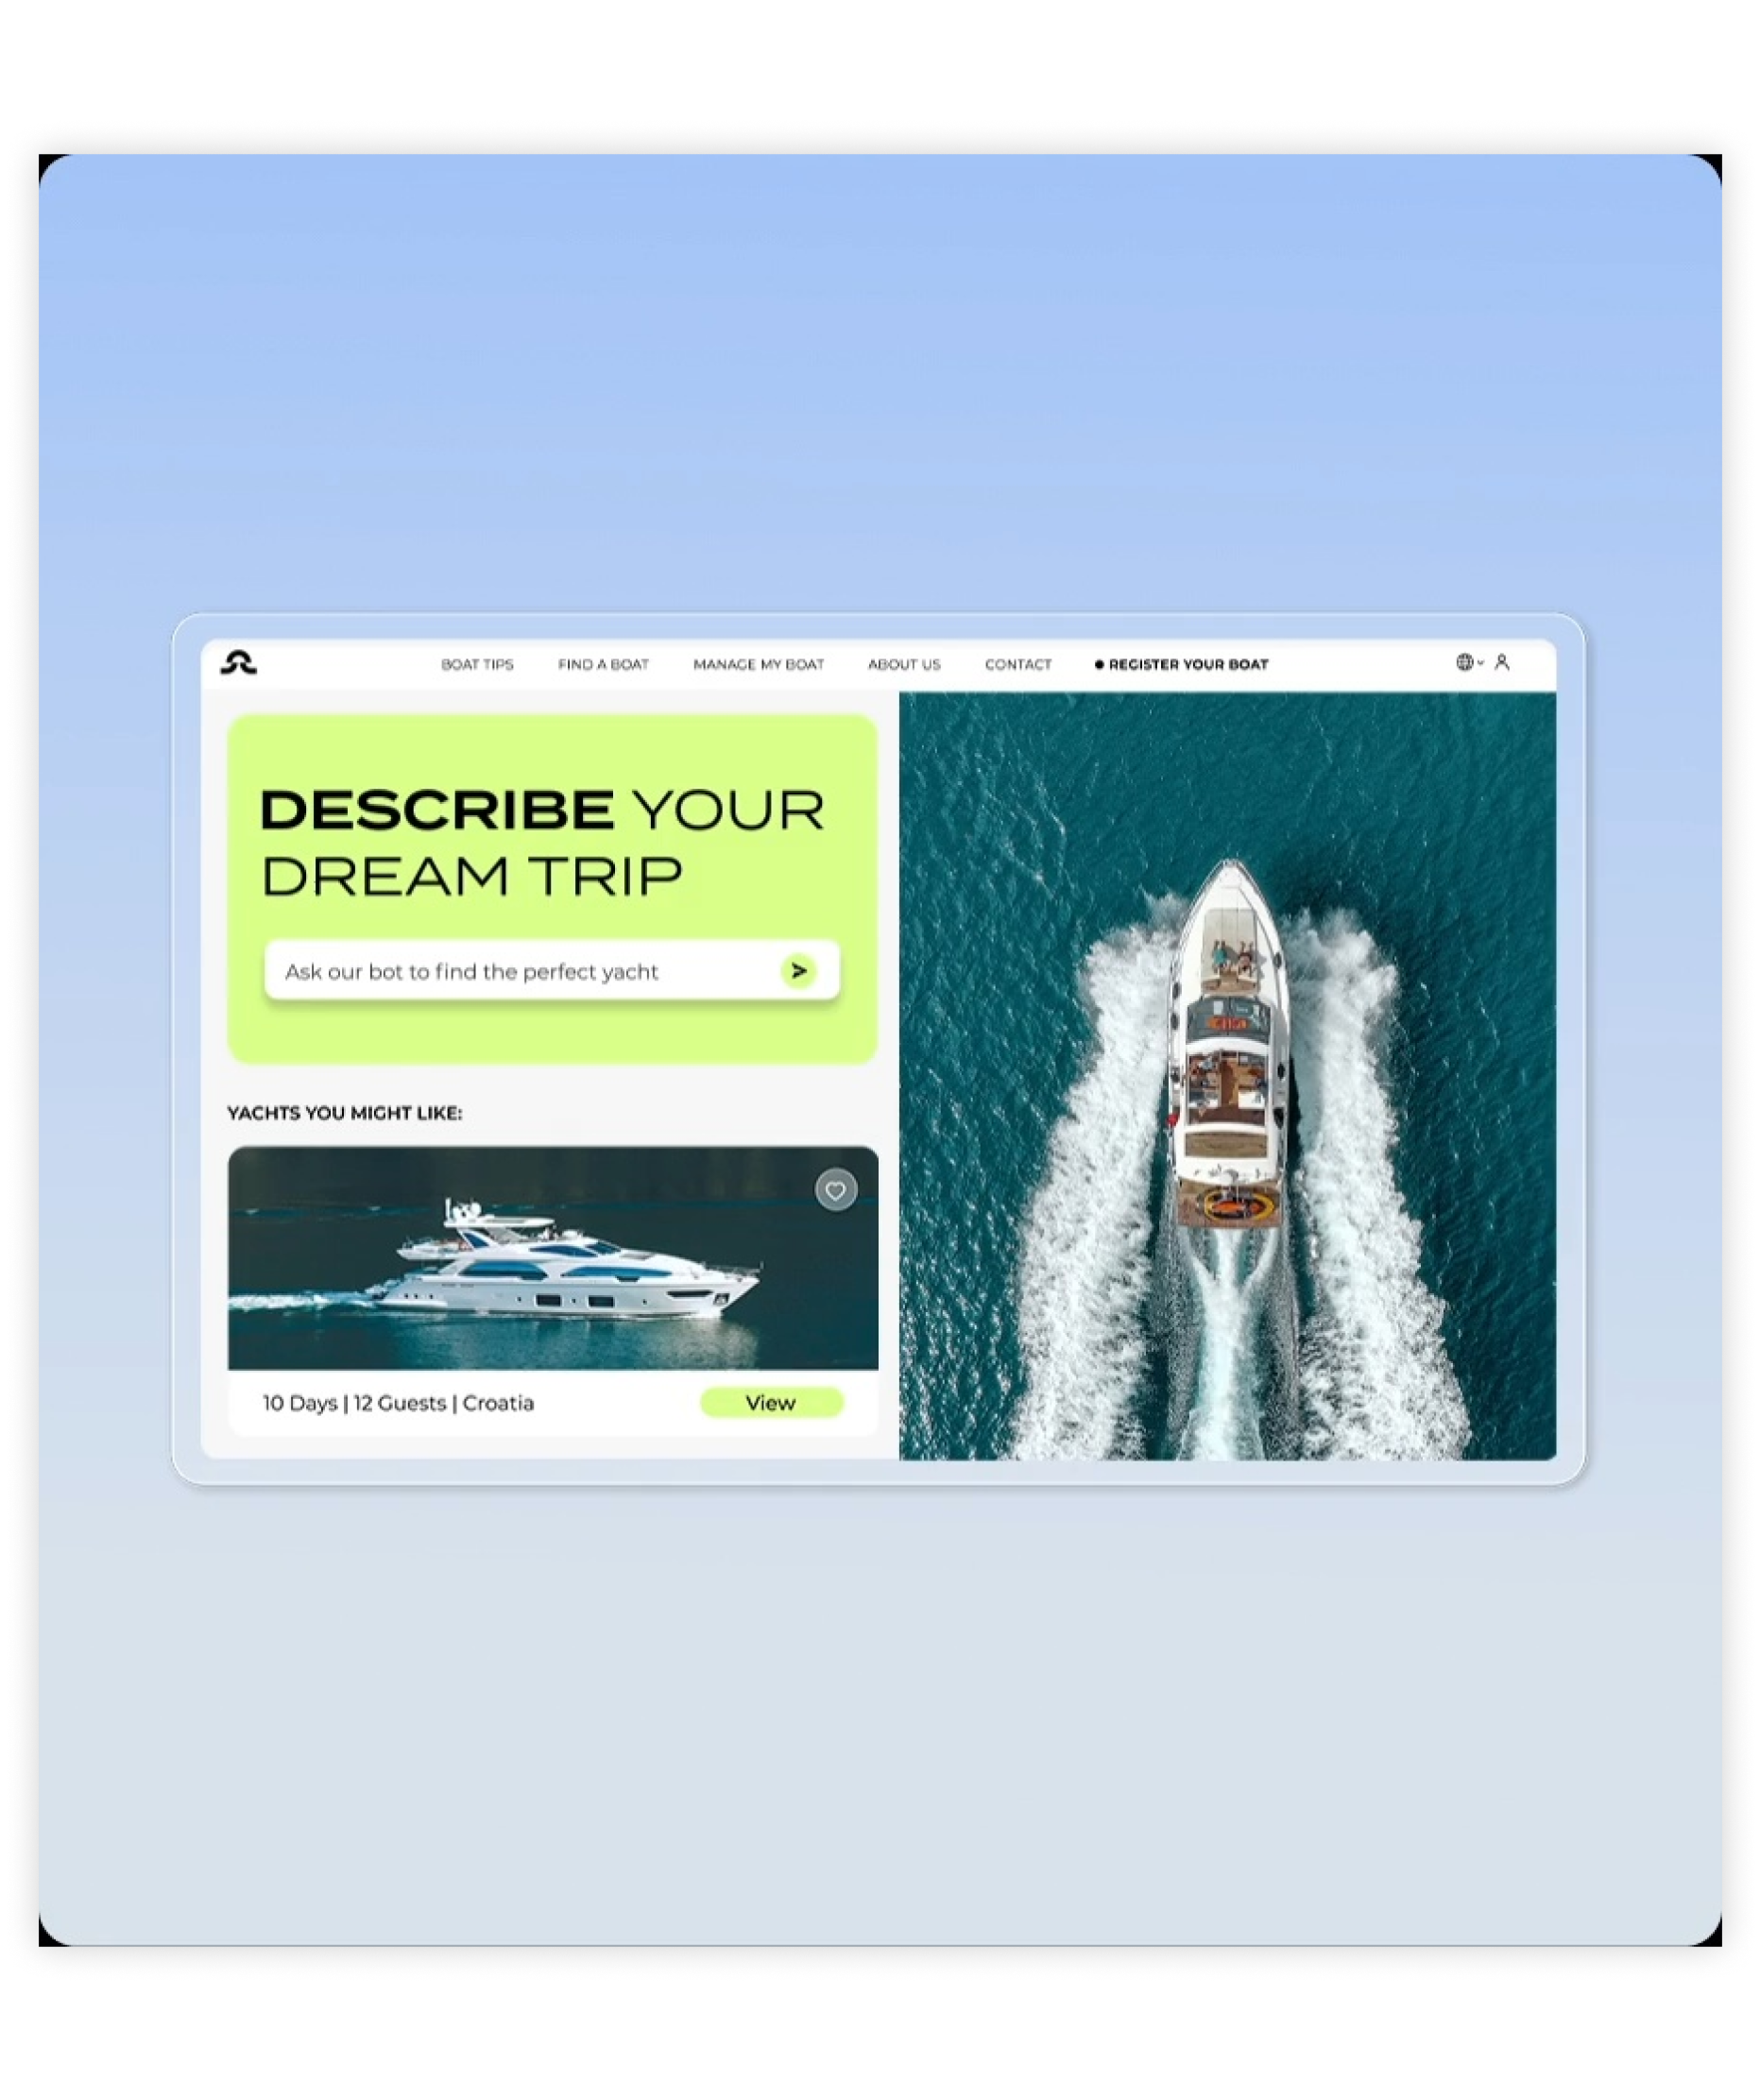 BOAT TIPS
FIND A BOAT
MANAGE MY BOAT
ABOUT US
CONTACT
REGISTER YOUR BOAT
DESCRIBE YOUR
DREAM TRIP
Ask our bot to find the perfect yacht
YACHTS YOU MIGHT LIKE:
10 Days | 12 Guests | Croatia
View